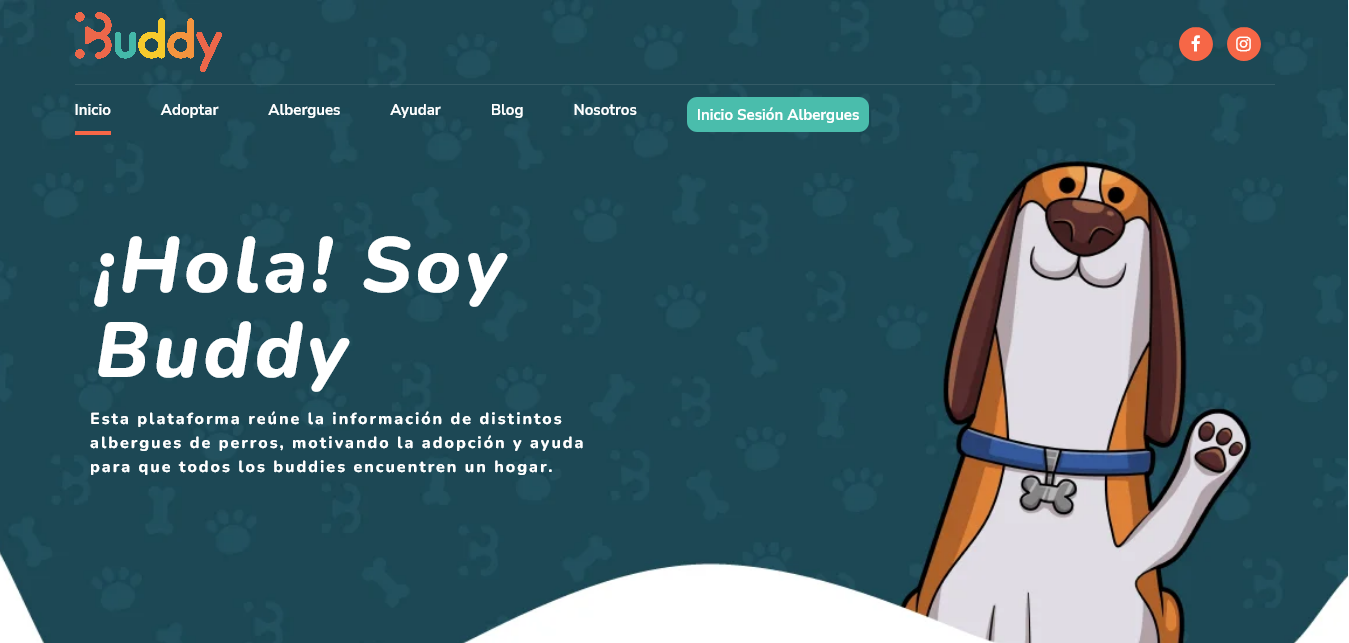 Buddy
Inicio Adoptar Albergues Ayudar Blog Nosotros Inicio Sesión Albergues
¡Hola! Soy
Buddy
Esta plataforma reúne la información de distintos
albergues de perros, motivando la adopción y ayuda
para que todos los buddies encuentren un hogar.